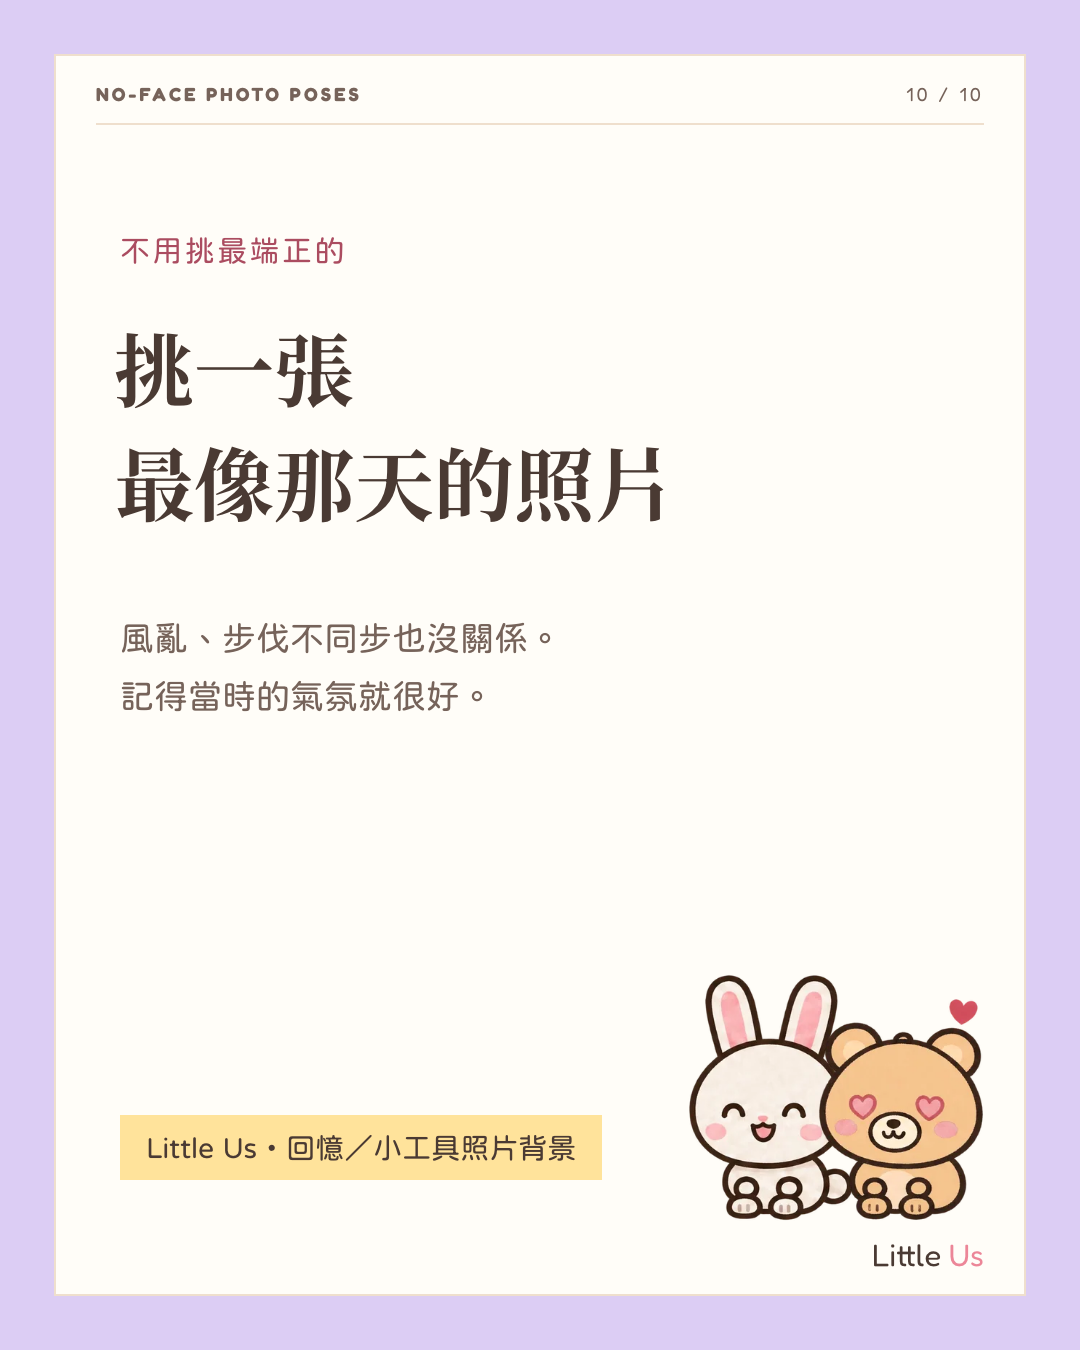 NO-FACE PHOTO POSES
10 / 10
不用挑最端正的
挑一張
最像那天的照片
風亂、步伐不同步也沒關係。
記得當時的氣氛就很好。
Little Us・回憶／小工具照片背景
Little Us